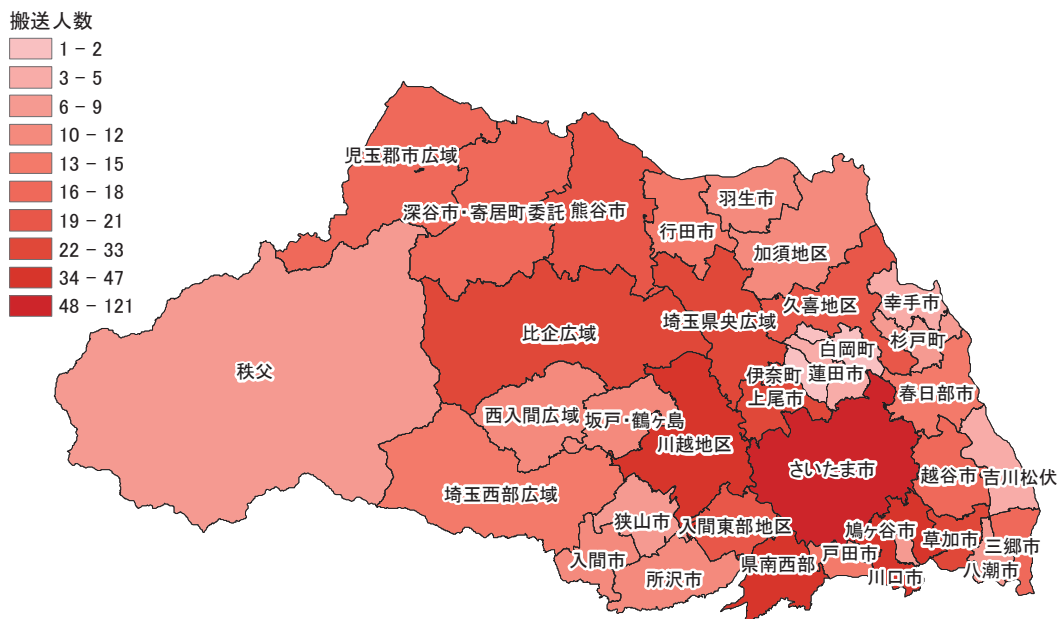 搬送人数
1 - 2
3 - 5
6 - 9
10 - 12
13 - 15
16 - 18
19 - 21
22 - 33
34 - 47
48 - 121
児玉郡市広域
深谷市・寄居町委託
熊谷市
行田市
羽生市
加須地区
久喜地区
幸手市
杉戸町
白岡町
蓮田市
春日部市
伊奈町
上尾市
埼玉県央広域
比企広域
秩父
西入間広域
坂戸・鶴ヶ島
川越地区
さいたま市
越谷市
吉川松伏
埼玉西部広域
狭山市
入間東部地区
入間市
所沢市
県南西部
戸田市
鳩ヶ谷市
川口市
草加市
八潮市
三郷市